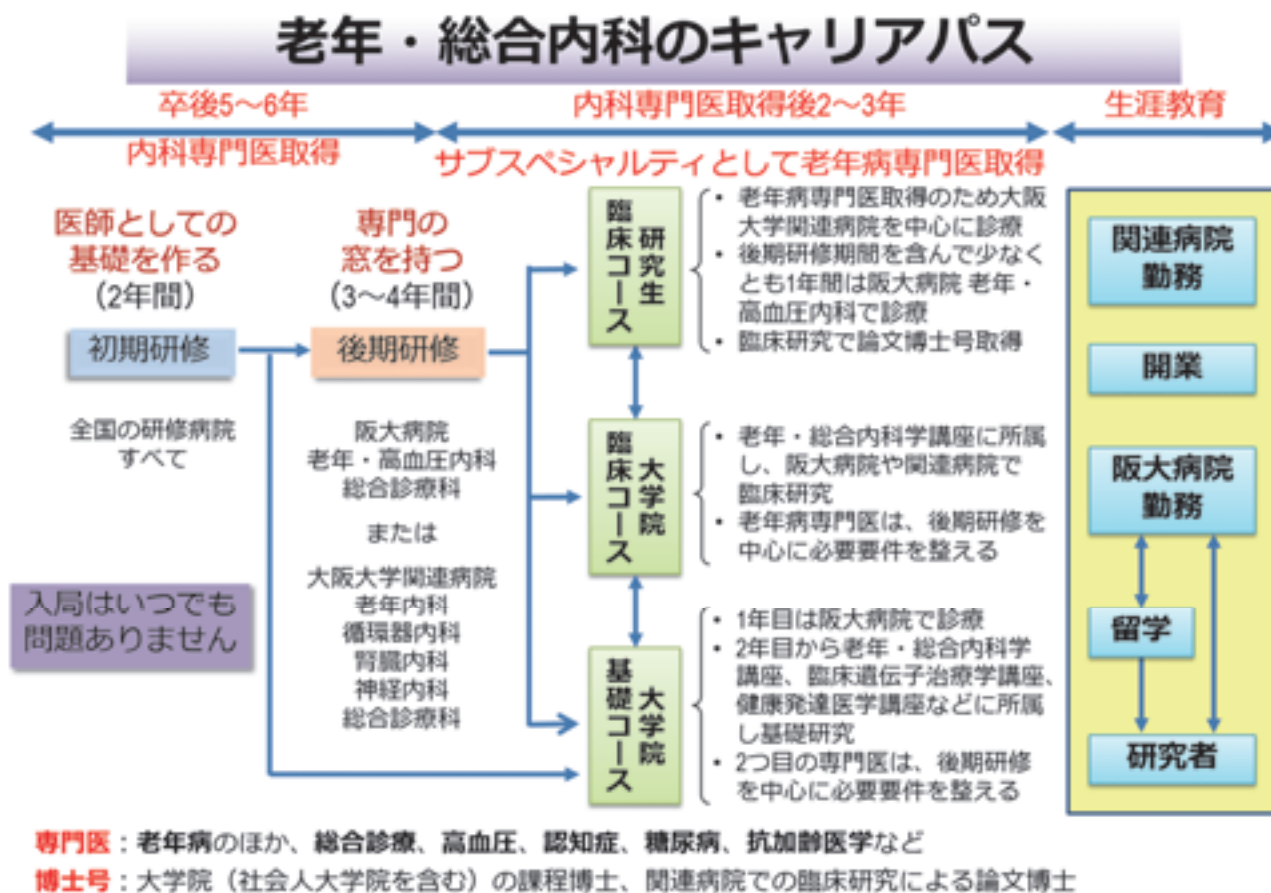 老年・総合内科のキャリアパス
卒後5～6年
内科専門医取得
内科専門医取得後2～3年
サブスペシャルティとして老年病専門医取得
生涯教育
医師としての
基礎を作る
（2年間）
初期研修
全国の研修病院
すべて
入局はいつでも
問題ありません
専門の
窓を持つ
（3～4年間）
後期研修
阪大病院
老年・高血圧内科
総合診療科
または
大阪大学関連病院
老年内科
循環器内科
腎臓内科
神経内科
総合診療科
研究生
臨床コース
• 老年病専門医取得のため大阪
大学関連病院を中心に診療
• 後期研修期間を含んで少なく
とも1年間は阪大病院 老年・
高血圧内科で診療
• 臨床研究で論文博士号取得
大学院
臨床コース
• 老年・総合内科学講座に所属
し、阪大病院や関連病院で
臨床研究
• 老年病専門医は、後期研修を
中心に必要要件を整える
大学院
基礎コース
• 1年目は阪大病院で診療
• 2年目から老年・総合内科学
講座、臨床遺伝子治療学講座、
健康発達医学講座などに所属
し基礎研究
• 2つ目の専門医は、後期研修
を中心に必要要件を整える
関連病院
勤務
開業
阪大病院
勤務
留学
研究者
専門医：老年病のほか、総合診療、高血圧、認知症、糖尿病、抗加齢医学など
博士号：大学院（社会人大学院を含む）の課程博士、関連病院での臨床研究による論文博士